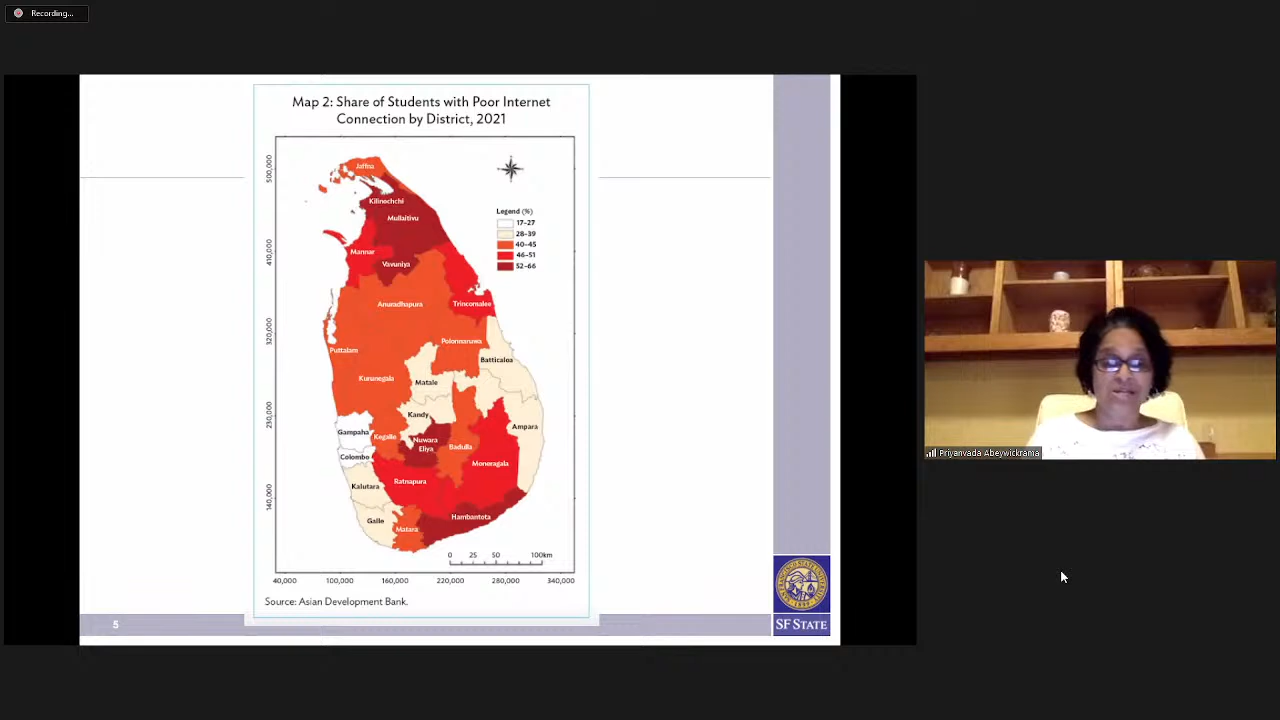 Recording...
Map 2: Share of Students with Poor Internet
Connection by District, 2021
500,000
410,000
320,000
230,000
140,000
Jaffna
Kilinochchi
Mullaitivu
Mannar
Vavuniya
Anuradhapura
Trincomalee
Polonnaruwa
Puttalam
Batticaloa
Kurunegala
Matale
Kandy
Ampara
Gampaha
Kegalle
Nuwara
Eliya
Badulla
Colombo
Moneragala
Ratnapura
Kalutara
Hambantota
Galle
Matara
Legend (%)
17–27
28–39
40–45
46–51
52–66
0 25 50 100km
40,000 100,000 160,000 220,000 280,000 340,000
Source: Asian Development Bank.
5
SF STATE
Priyanvada Abeywickrama